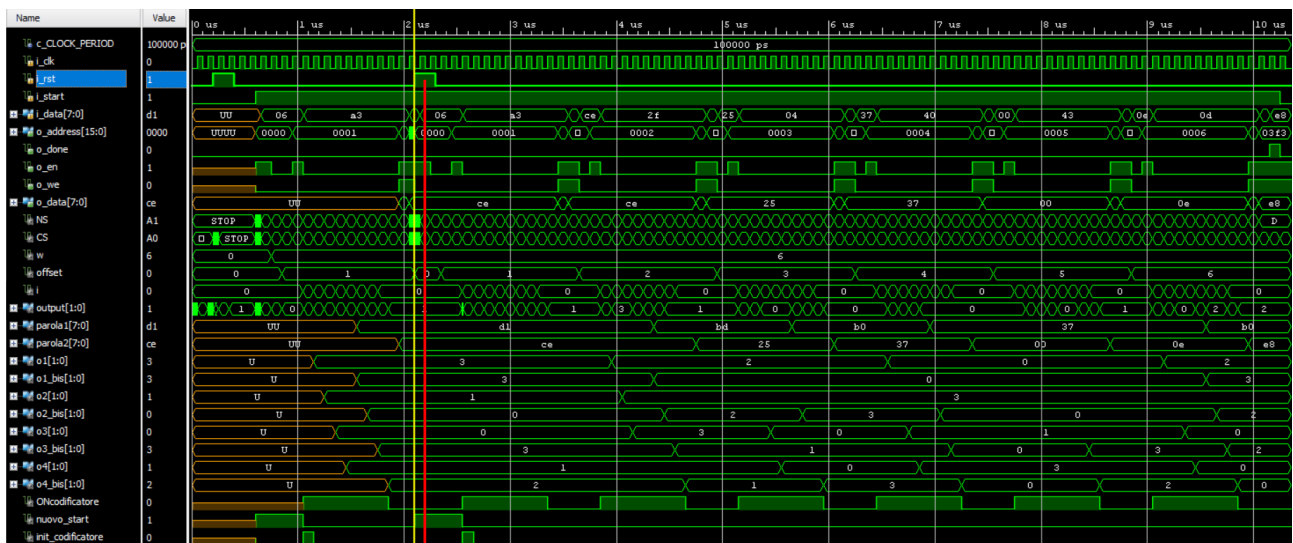 Name Value 0 us 1 us 2 us 3 us 4 us 5 us 6 us 7 us 8 us 9 us 10 us
c_CLOCK_PERIOD 100000 p 100000 ps
i_clk 0
i_rst 1
i_start 1
i_data[7:0] d1 UU 06 a3 06 a3 ce 2f 25 04 37 40 00 43 0e 0d e8
o_address[15:0] 0000 UUUU 0000 0001 0000 0001 0002 0003 0004 0005 0006 03f3
o_done 0
o_en 1
o_we 0
o_data[7:0] ce UU ce ce 25 37 00 0e e8
NS A1 STOP D
CS A0 STOP
w 6 0 6
offset 0 0 1 0 1 2 3 4 5 6
i 0 0 0 0 0 0 0 0 0
output[1:0] 1 1 0 1 1 3 1 0 0 0 0 1 0 2 2
parola1[7:0] d1 UU d1 bd b0 37 b0
parola2[7:0] ce UU ce 25 37 00 0e e8
o1[1:0] 3 U 3 2 0 2
o1_bis[1:0] 3 U 3 0 3
o2[1:0] 1 U 1 3
o2_bis[1:0] 0 U 0 2 3 0 2
o3[1:0] 0 U 0 3 0 1 0
o3_bis[1:0] 3 U 3 1 0 3 2
o4[1:0] 1 U 1 0 3 0
o4_bis[1:0] 2 U 2 1 3 0 2 0
ONcodificatore 0
nuovo_start 1
init_codificatore 0